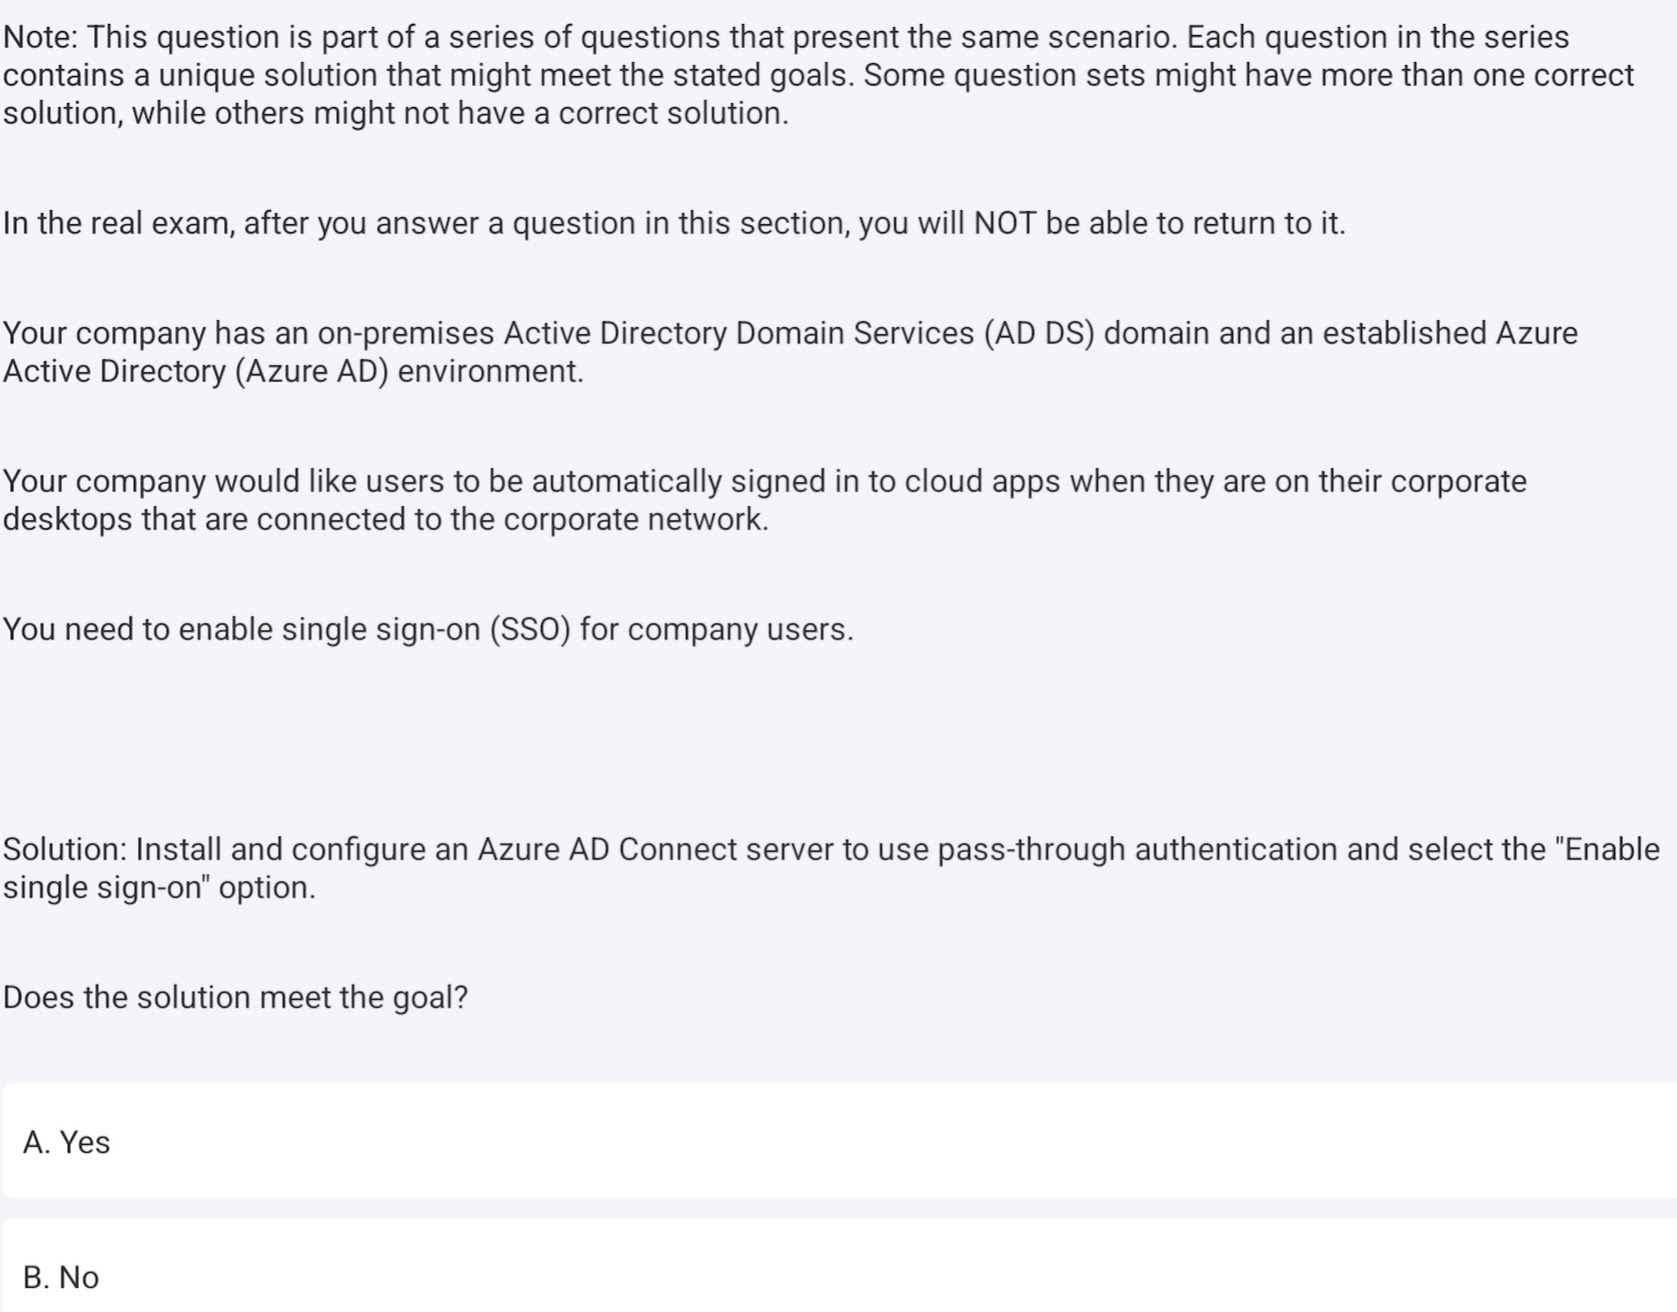 Note: This question is part of a series of questions that present the same scenario. Each question in the series
contains a unique solution that might meet the stated goals. Some question sets might have more than one correct
solution, while others might not have a correct solution.
In the real exam, after you answer a question in this section, you will NOT be able to return to it.
Your company has an on-premises Active Directory Domain Services (AD DS) domain and an established Azure
Active Directory (Azure AD) environment.
Your company would like users to be automatically signed in to cloud apps when they are on their corporate
desktops that are connected to the corporate network.
You need to enable single sign-on (SSO) for company users.
Solution: Install and configure an Azure AD Connect server to use pass-through authentication and select the "Enable
single sign-on" option.
Does the solution meet the goal?
A. Yes
B. No